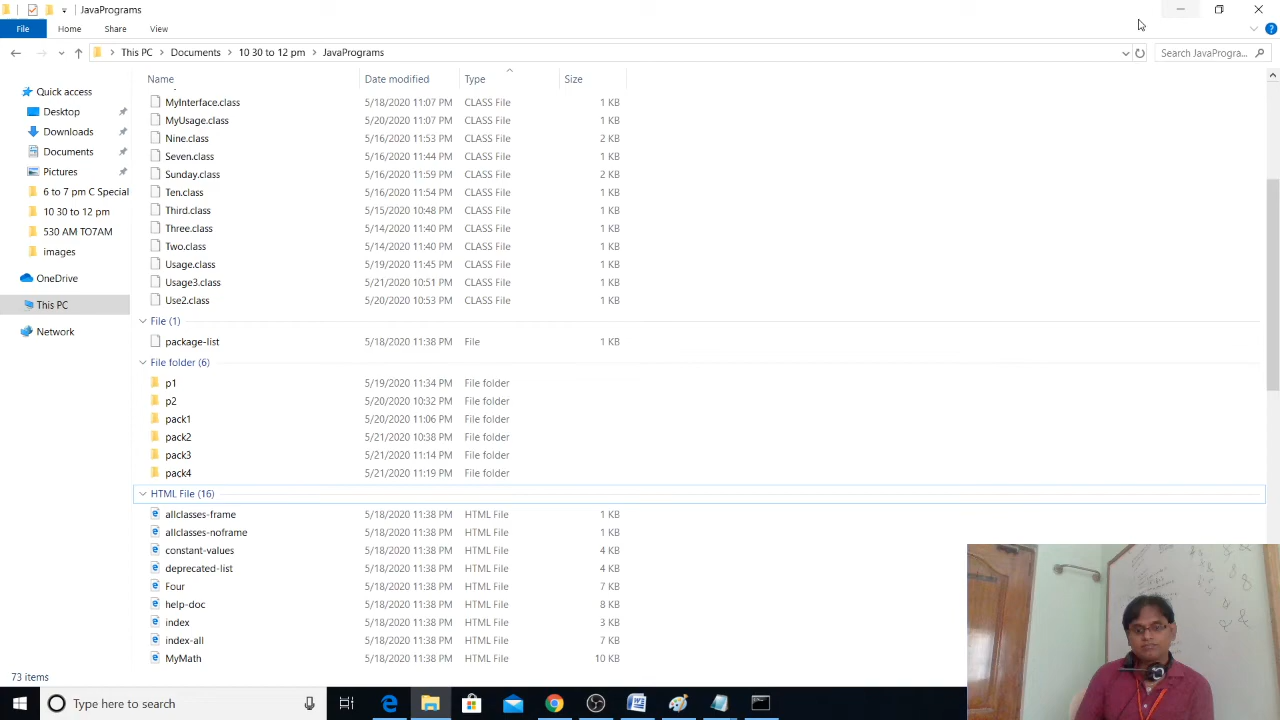 JavaPrograms
File Home Share View
This PC Documents 10 30 to 12 pm JavaPrograms Search JavaProgra...
Name Date modified Type Size
Quick access
Desktop
Downloads
Documents
Pictures
6 to 7 pm C Special
10 30 to 12 pm
530 AM TO7AM
images
OneDrive
This PC
Network
MyInterface.class 5/18/2020 11:07 PM CLASS File 1 KB
MyUsage.class 5/20/2020 11:07 PM CLASS File 1 KB
Nine.class 5/16/2020 11:53 PM CLASS File 2 KB
Seven.class 5/16/2020 11:44 PM CLASS File 1 KB
Sunday.class 5/16/2020 11:59 PM CLASS File 2 KB
Ten.class 5/16/2020 11:54 PM CLASS File 1 KB
Third.class 5/15/2020 10:48 PM CLASS File 1 KB
Three.class 5/14/2020 11:40 PM CLASS File 1 KB
Two.class 5/14/2020 11:40 PM CLASS File 1 KB
Usage.class 5/19/2020 11:45 PM CLASS File 1 KB
Usage3.class 5/21/2020 10:51 PM CLASS File 1 KB
Use2.class 5/20/2020 10:53 PM CLASS File 1 KB
File (1)
package-list 5/18/2020 11:38 PM File 1 KB
File folder (6)
p1 5/19/2020 11:34 PM File folder
p2 5/20/2020 10:32 PM File folder
pack1 5/20/2020 11:06 PM File folder
pack2 5/21/2020 10:38 PM File folder
pack3 5/21/2020 11:14 PM File folder
pack4 5/21/2020 11:19 PM File folder
HTML File (16)
allclasses-frame 5/18/2020 11:38 PM HTML File 1 KB
allclasses-noframe 5/18/2020 11:38 PM HTML File 1 KB
constant-values 5/18/2020 11:38 PM HTML File 4 KB
deprecated-list 5/18/2020 11:38 PM HTML File 4 KB
Four 5/18/2020 11:38 PM HTML File 7 KB
help-doc 5/18/2020 11:38 PM HTML File 8 KB
index 5/18/2020 11:38 PM HTML File 3 KB
index-all 5/18/2020 11:38 PM HTML File 7 KB
MyMath 5/18/2020 11:38 PM HTML File 10 KB
73 items
Type here to search